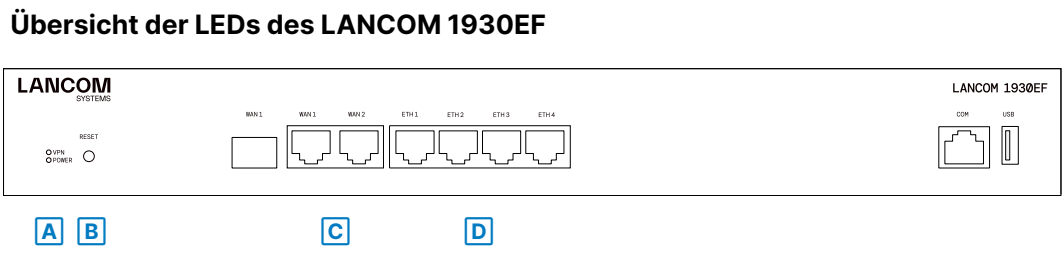 Übersicht der LEDs des LANCOM 1930EF
LANCOM
SYSTEMS
LANCOM 1930EF
WAN 1 WAN 1 WAN 2 ETH 1 ETH 2 ETH 3 ETH 4 COM USB
RESET
VPN
POWER
A B C D